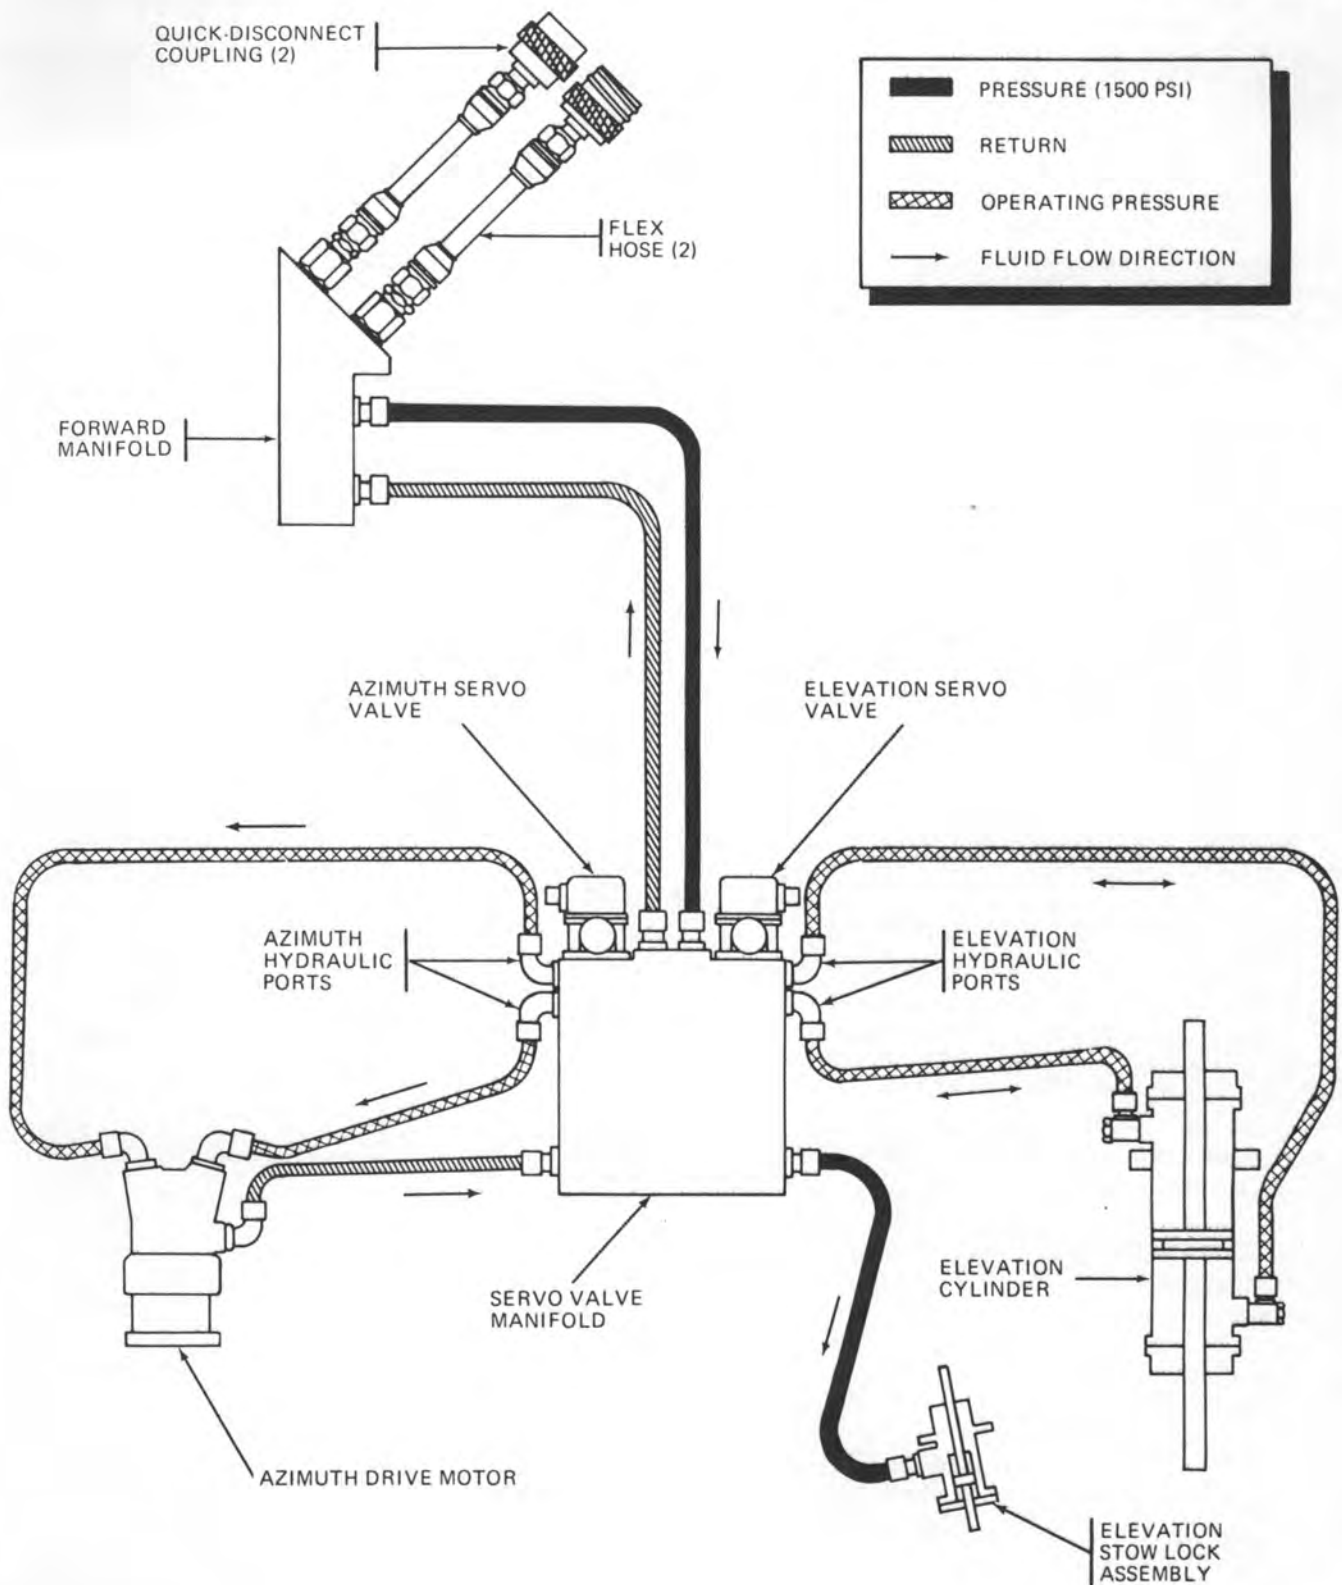 QUICK-DISCONNECT
COUPLING (2)
PRESSURE (1500 PSI)
RETURN
OPERATING PRESSURE
FLUID FLOW DIRECTION
FLEX
HOSE (2)
FORWARD
MANIFOLD
AZIMUTH SERVO
VALVE
ELEVATION SERVO
VALVE
AZIMUTH
HYDRAULIC
PORTS
ELEVATION
HYDRAULIC
PORTS
SERVO VALVE
MANIFOLD
ELEVATION
CYLINDER
AZIMUTH DRIVE MOTOR
ELEVATION
STOW LOCK
ASSEMBLY